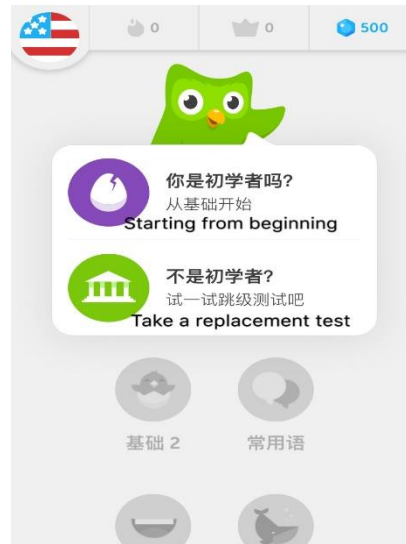 0
0
500
你是初学者吗?
从基础开始
Starting from beginning
不是初学者?
试一试跳级测试吧
Take a replacement test
基础 2
常用语